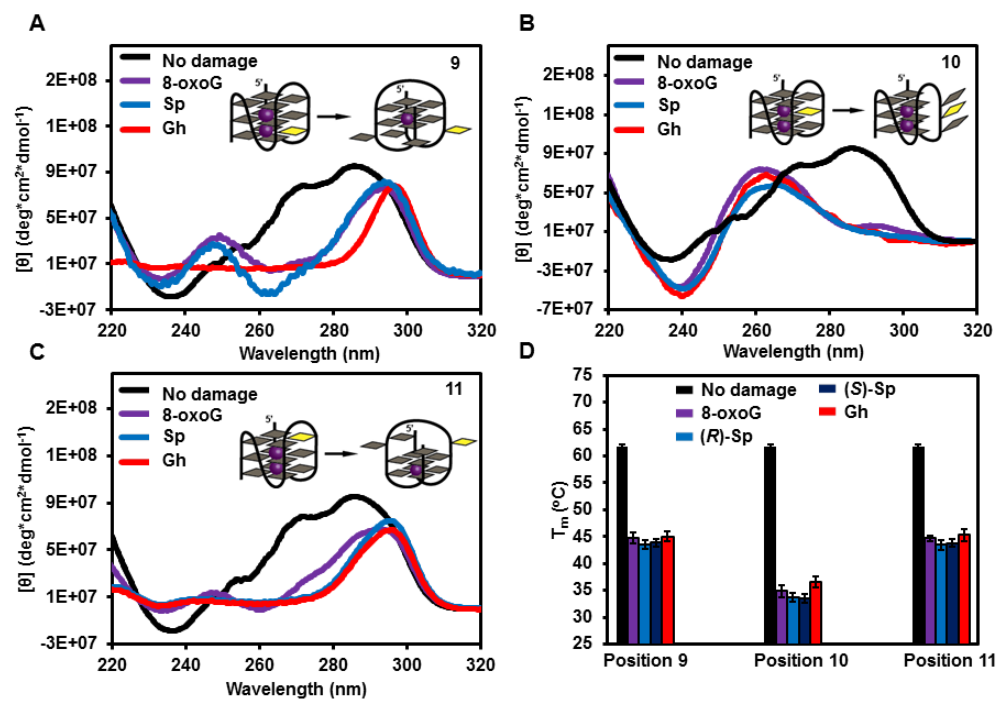 A
No damage
8-oxoG
Sp
Gh
9
5'
2E+08
1E+08
9E+07
5E+07
1E+07
-3E+07
[θ] (deg*cm²*dmol⁻¹)
220 240 260 280 300 320
Wavelength (nm)
B
No damage
8-oxoG
Sp
Gh
10
5'
5'
2E+08
1E+08
9E+07
5E+07
1E+07
-3E+07
-7E+07
[θ] (deg*cm²*dmol⁻¹)
220 240 260 280 300 320
Wavelength (nm)
C
No damage
8-oxoG
Sp
Gh
11
5'
5'
2E+08
1E+08
9E+07
5E+07
1E+07
-3E+07
[θ] (deg*cm²*dmol⁻¹)
220 240 260 280 300 320
Wavelength (nm)
D
No damage
8-oxoG
(R)-Sp
(S)-Sp
Gh
75
70
65
60
55
50
45
40
35
30
25
Tm (°C)
Position 9 Position 10 Position 11